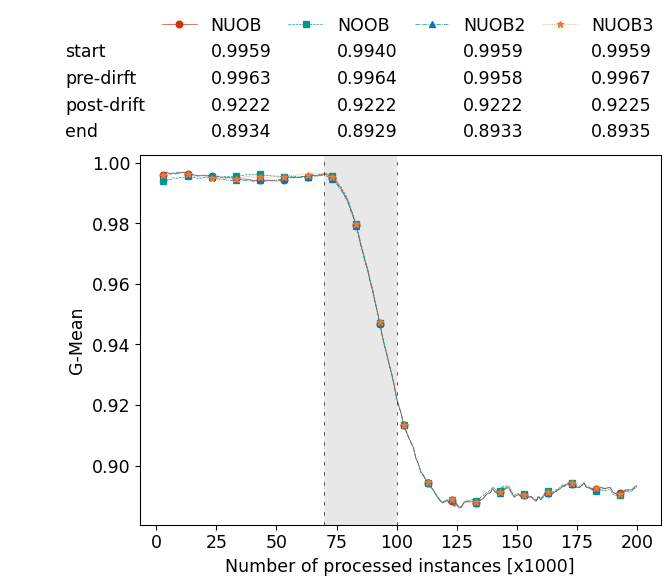 NUOB NOOB NUOB2 NUOB3
start 0.9959 0.9940 0.9959 0.9959
pre-dirft 0.9963 0.9964 0.9958 0.9967
post-drift 0.9222 0.9222 0.9222 0.9225
end 0.8934 0.8929 0.8933 0.8935
1.00
0.98
0.96
0.94
0.92
0.90
G-Mean
0 25 50 75 100 125 150 175 200
Number of processed instances [x1000]